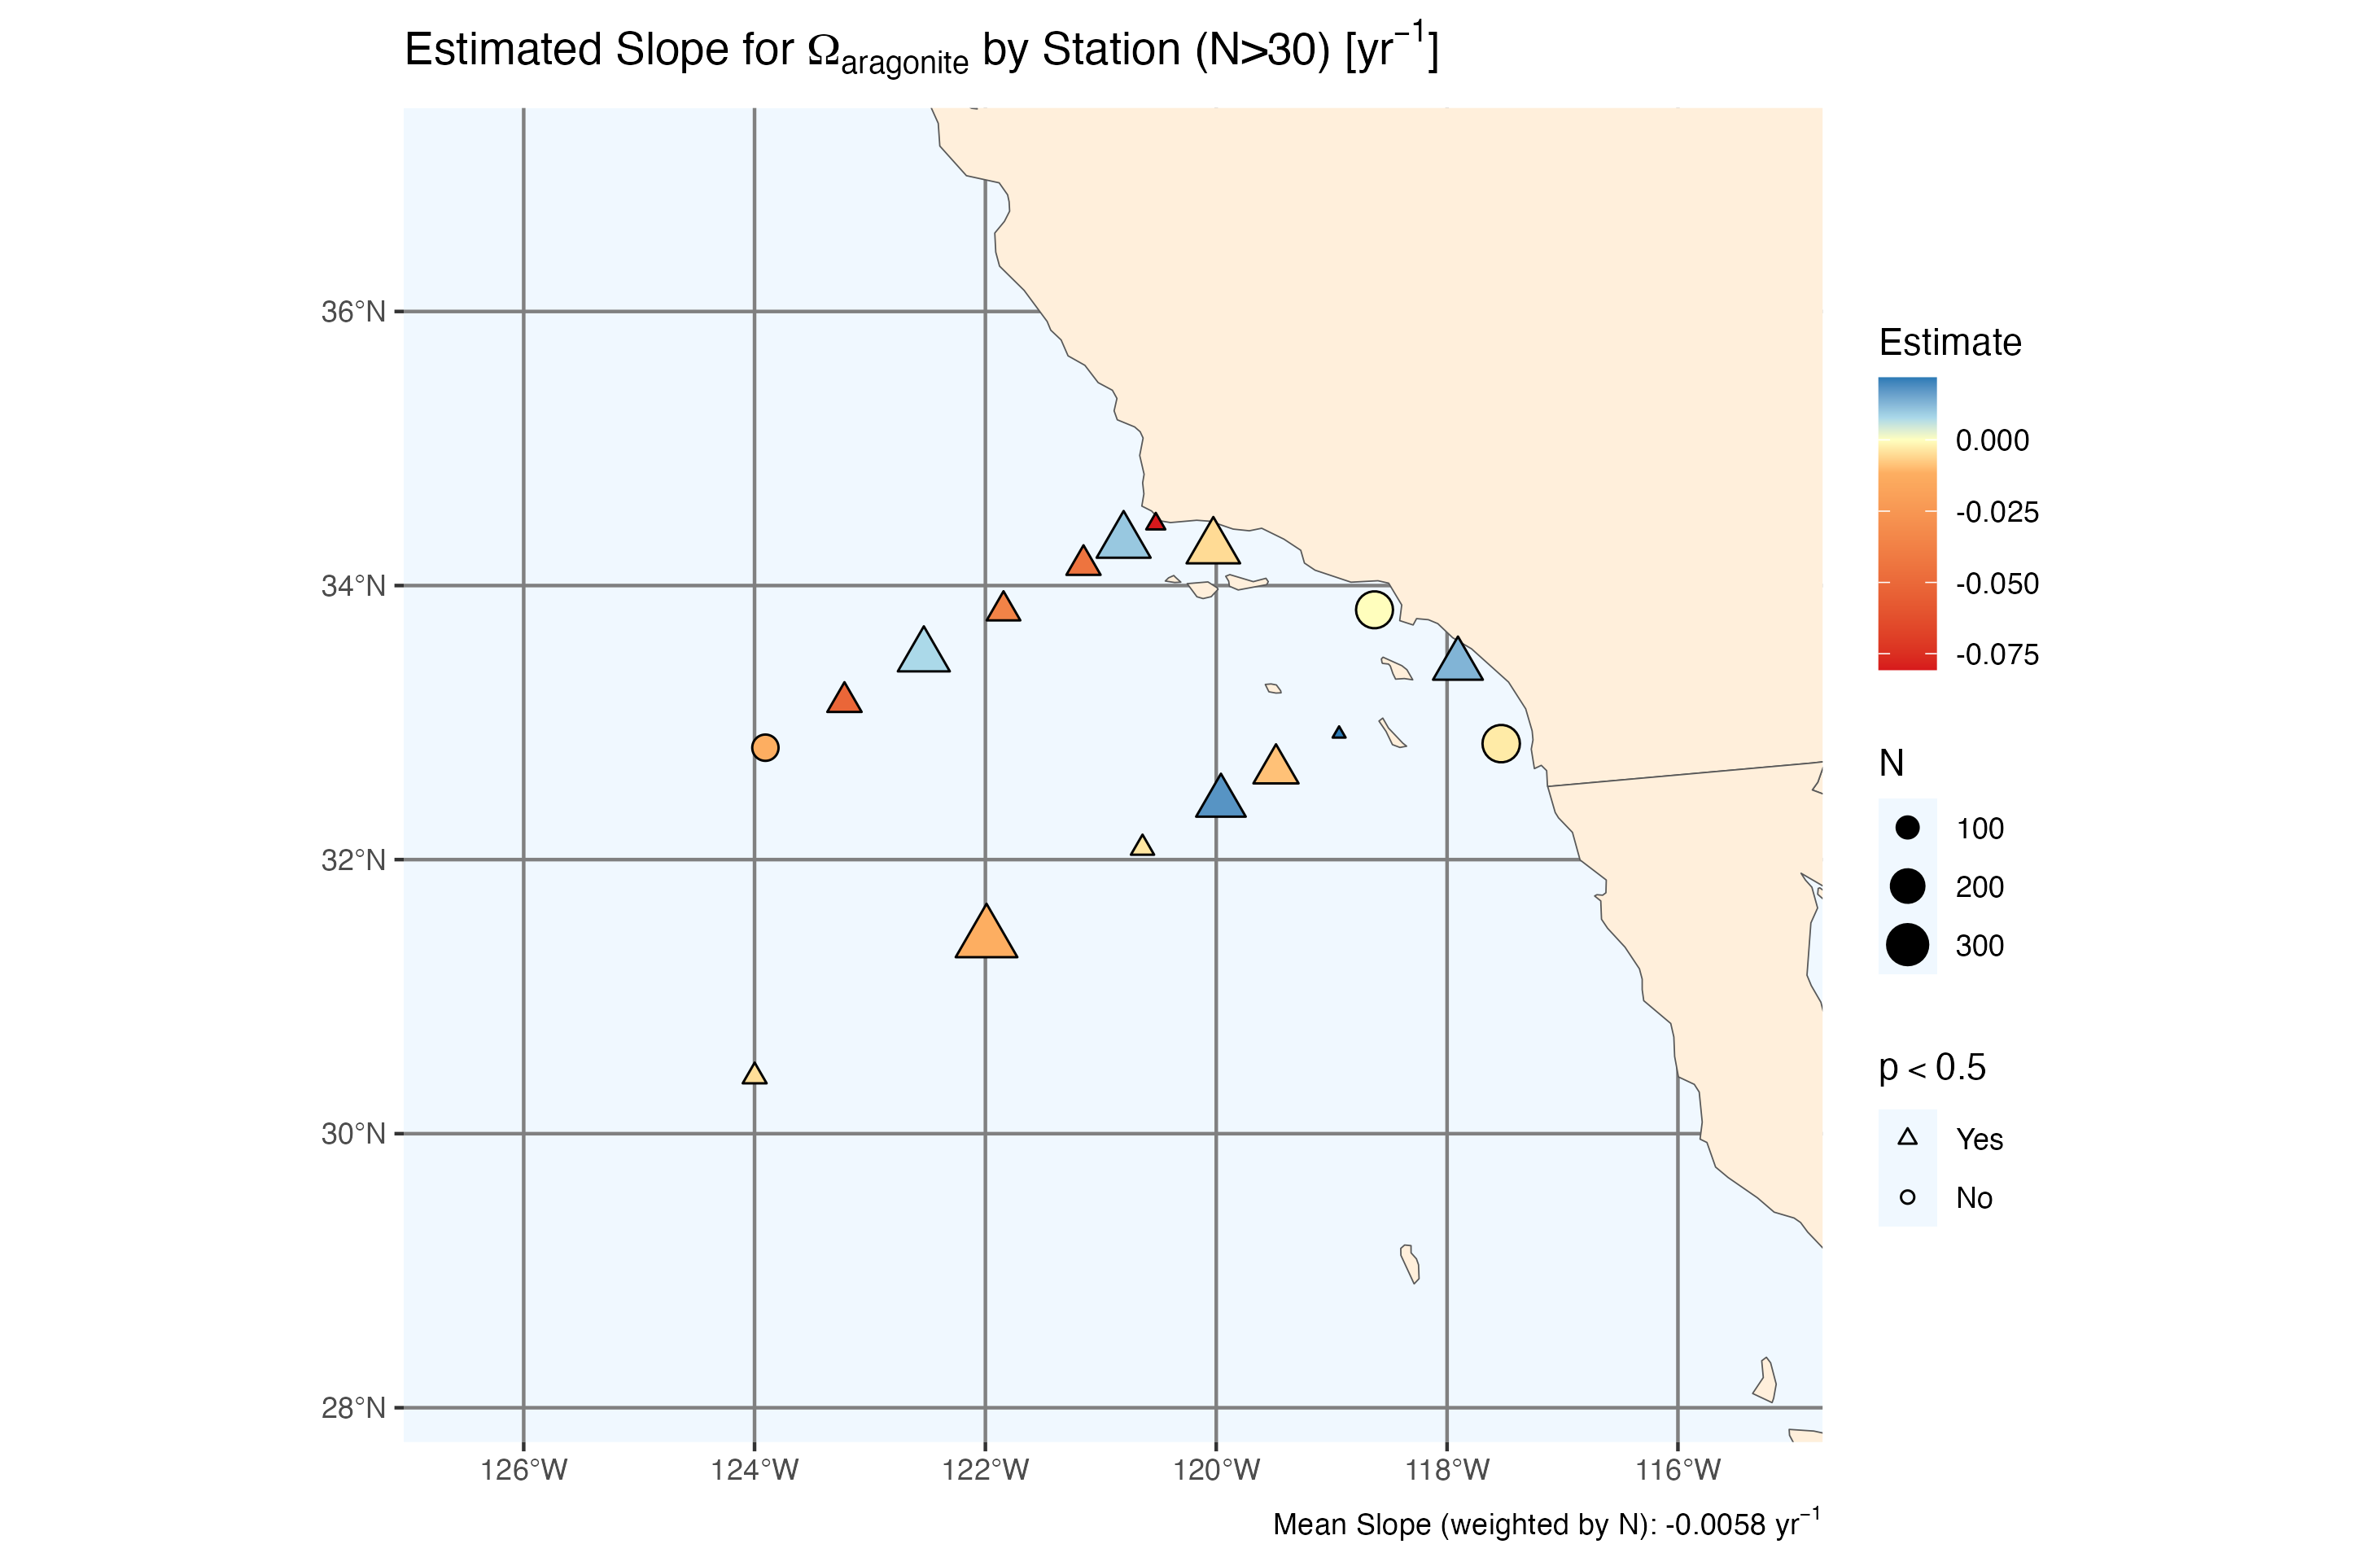 Estimated Slope for Ωaragonite by Station (N>30) [yr⁻¹]
36°N
34°N
32°N
30°N
28°N
126°W
124°W
122°W
120°W
118°W
116°W
Estimate
0.000
-0.025
-0.050
-0.075
N
100
200
300
p < 0.5
Yes
No
Mean Slope (weighted by N): -0.0058 yr⁻¹